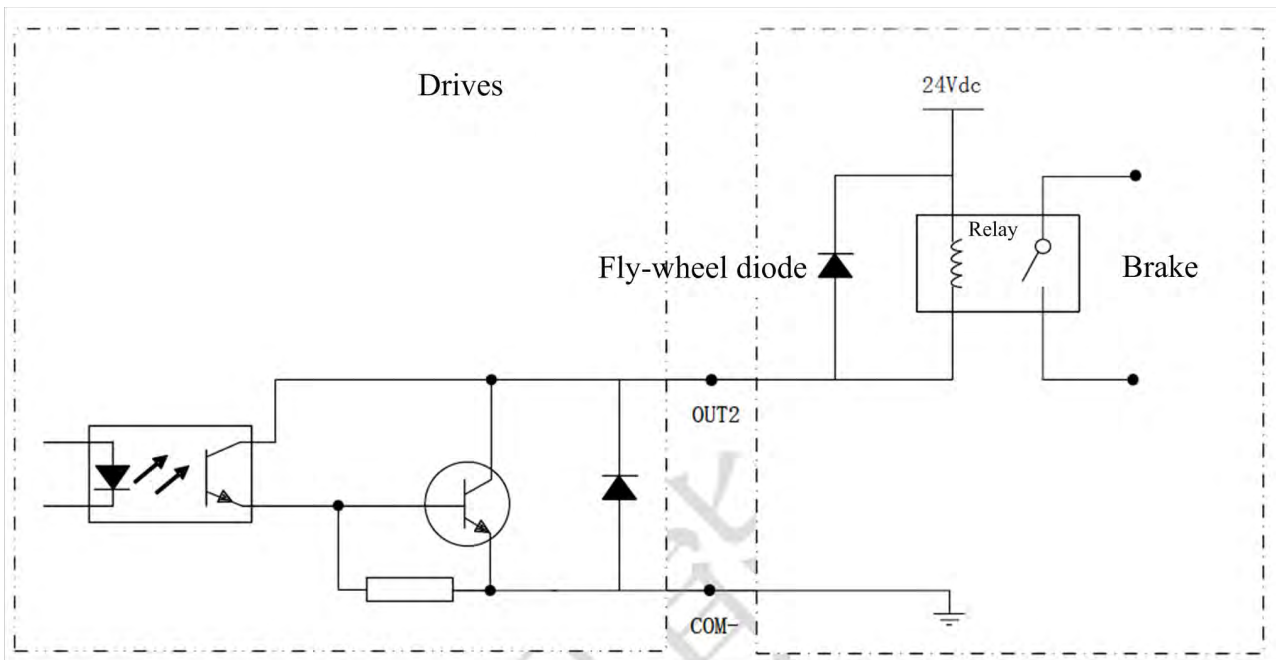 Drives
24Vdc
Relay
Fly-wheel diode
Brake
OUT2
COM-